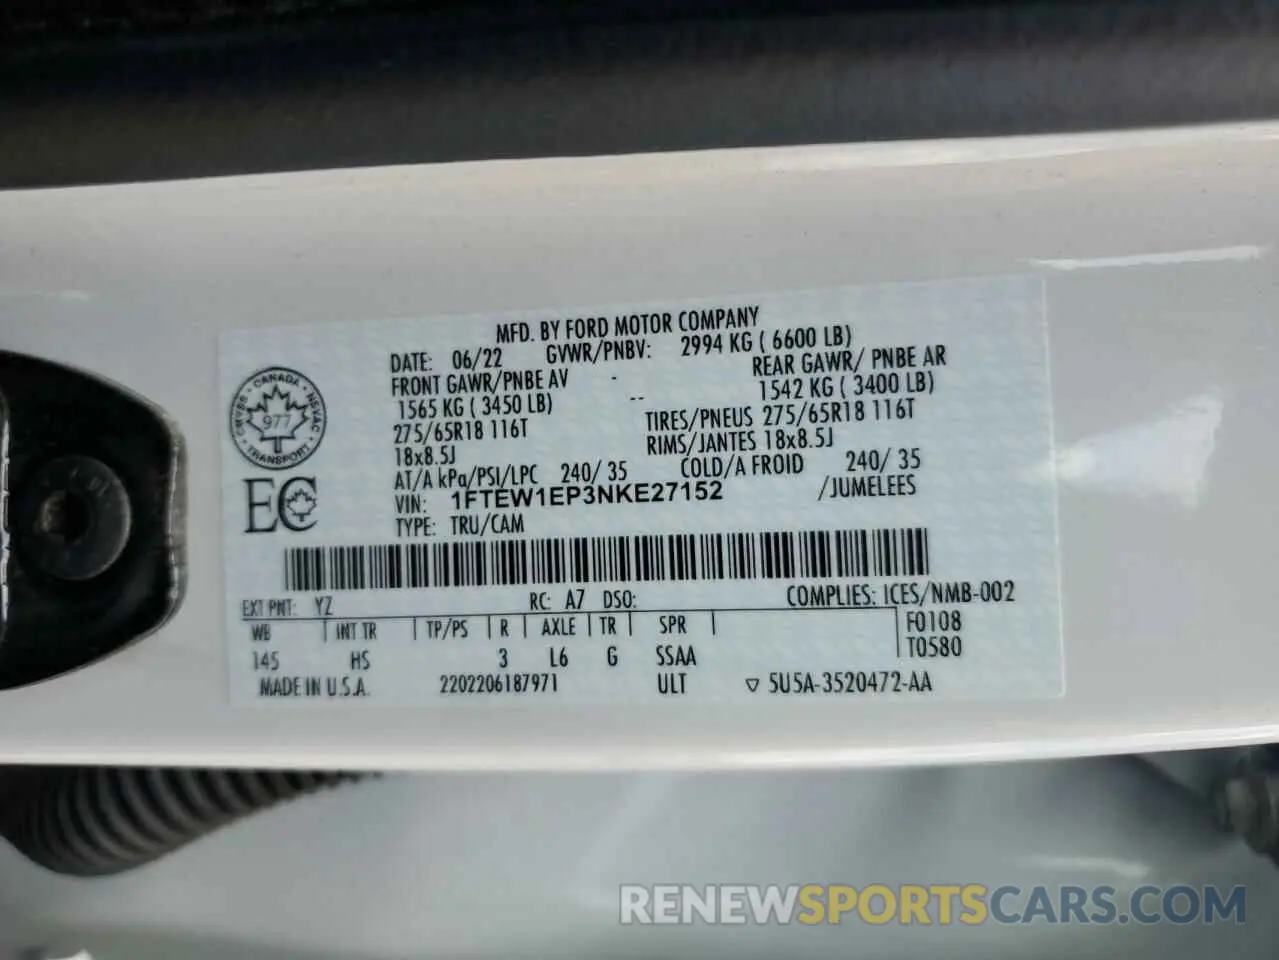 MFD. BY FORD MOTOR COMPANY
DATE: 06/22 GVWR/PNBV: 2994 KG ( 6600 LB)
FRONT GAWR/PNBE AV - REAR GAWR/ PNBE AR
1565 KG ( 3450 LB) -- 1542 KG ( 3400 LB)
275/65R18 116T TIRES/PNEUS 275/65R18 116T
18x8.5J RIMS/JANTES 18x8.5J
AT/A kPa/PSI/LPC 240/ 35 COLD/A FROID 240/ 35
VIN: 1FTEW1EP3NKE27152 /JUMELEES
TYPE: TRU/CAM
CANADA
CMVSS NSVAC
977
TRANSPORT
EC
EXT PNT: YZ RC: A7 DSO: COMPLIES: ICES/NMB-002
WB INT TR TP/PS R AXLE TR SPR F0108
145 HS 3 L6 G SSAA T0580
MADE IN U.S.A. 2202206187971 ULT ▽ 5U5A-3520472-AA
RENEWSPORTSCARS.COM